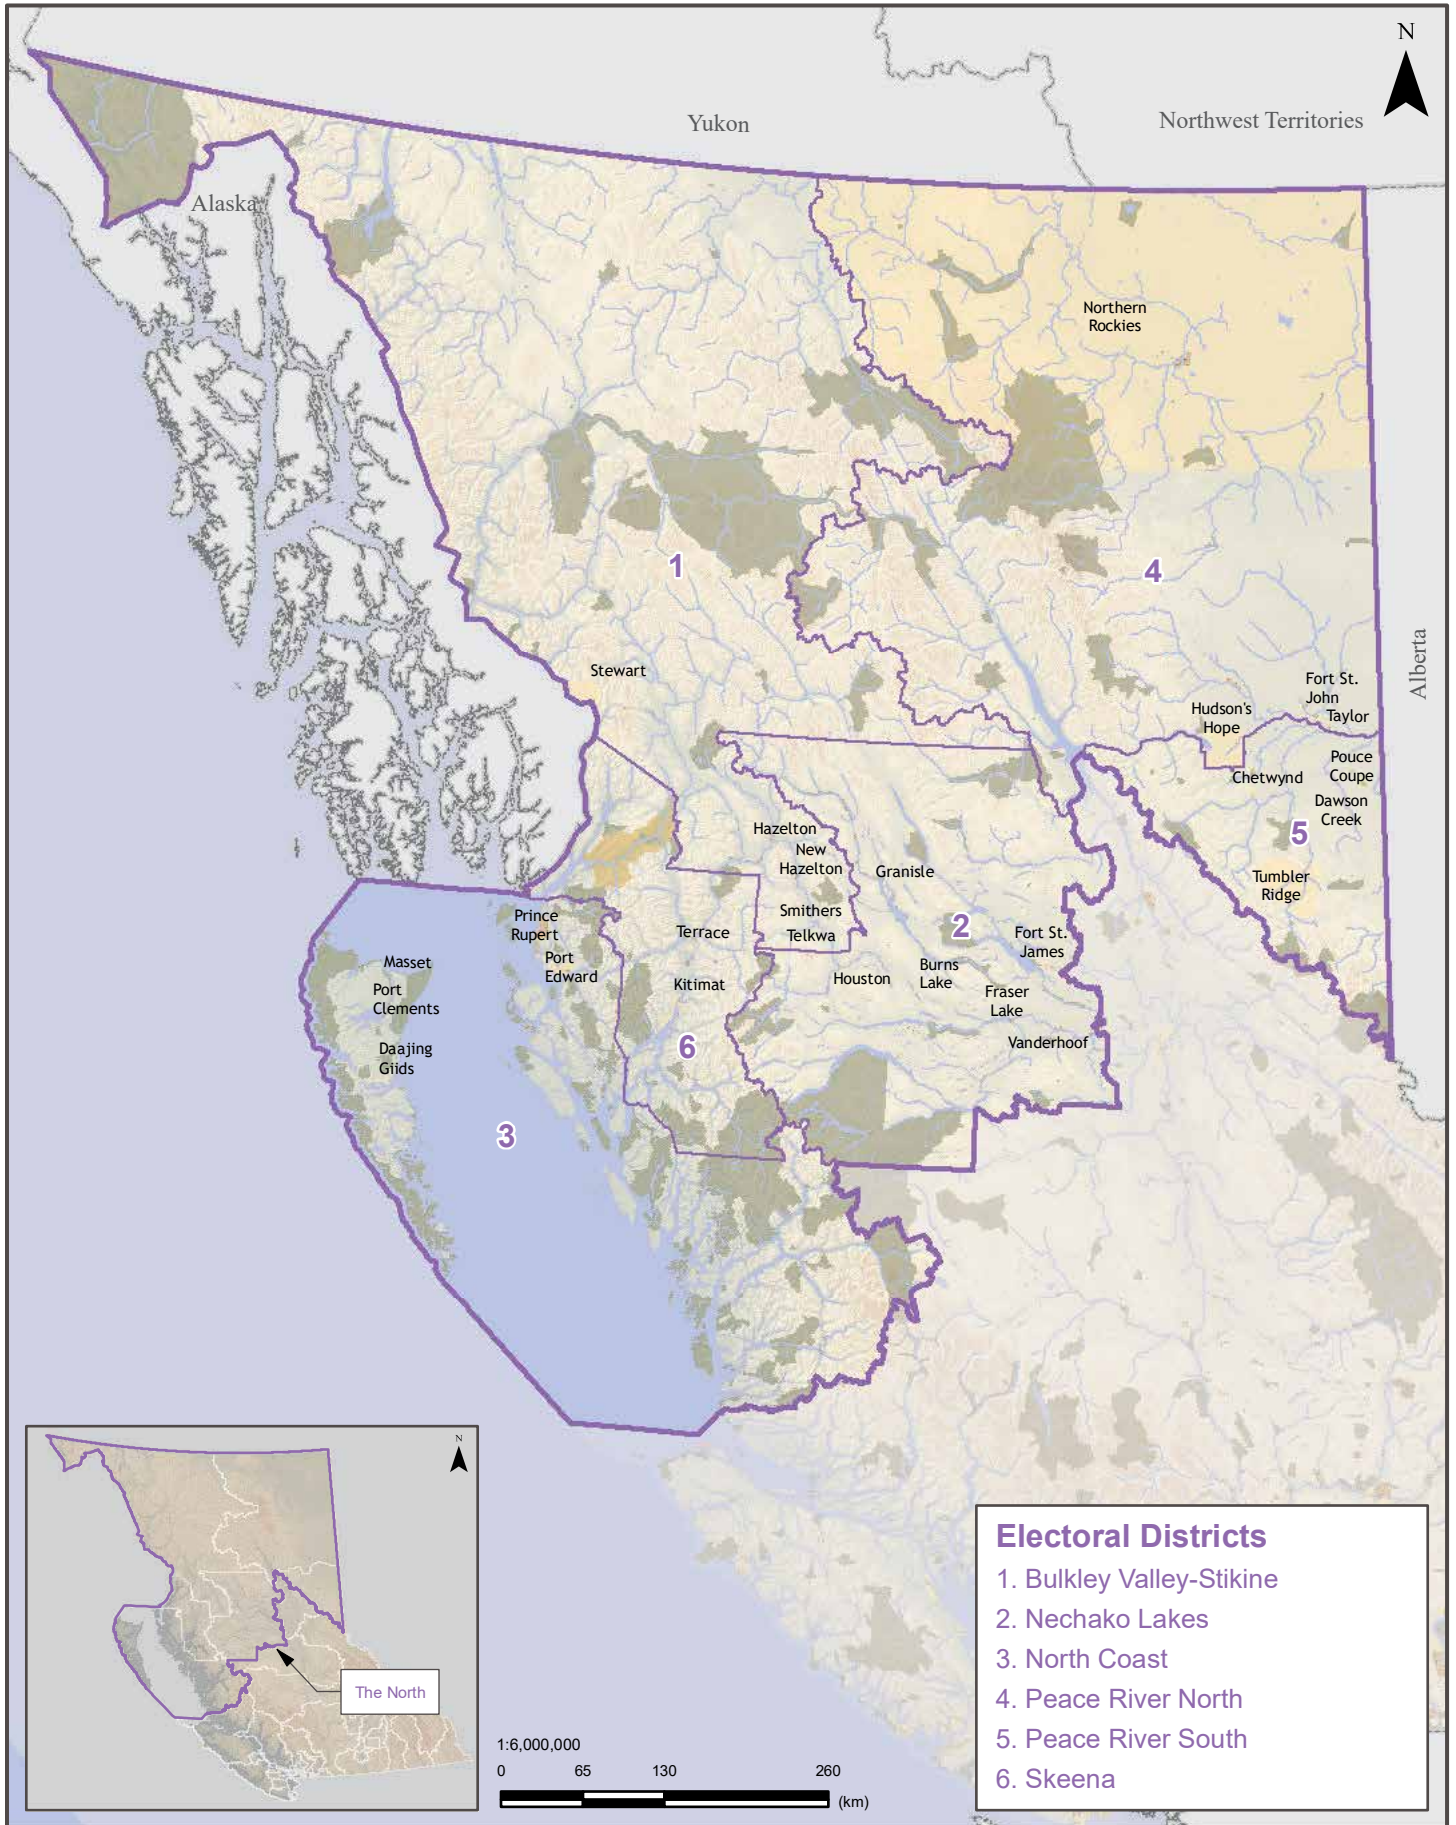 N
Yukon
Northwest Territories
Alaska
Northern
Rockies
1
4
Alberta
Stewart
Fort St.
John
Taylor
Hudson's
Hope
Pouce
Coupe
Chetwynd
Dawson
Creek
5
Hazelton
New
Hazelton
Granisle
Tumbler
Ridge
Smithers
Telkwa
2
Prince
Rupert
Terrace
Fort St.
James
Port
Edward
Masset
Port
Clements
Kitimat
Houston
Burns
Lake
Fraser
Lake
Daajing
Giids
6
Vanderhoof
3
N
The North
1:6,000,000
0 65 130 260
(km)
Electoral Districts
1. Bulkley Valley-Stikine
2. Nechako Lakes
3. North Coast
4. Peace River North
5. Peace River South
6. Skeena